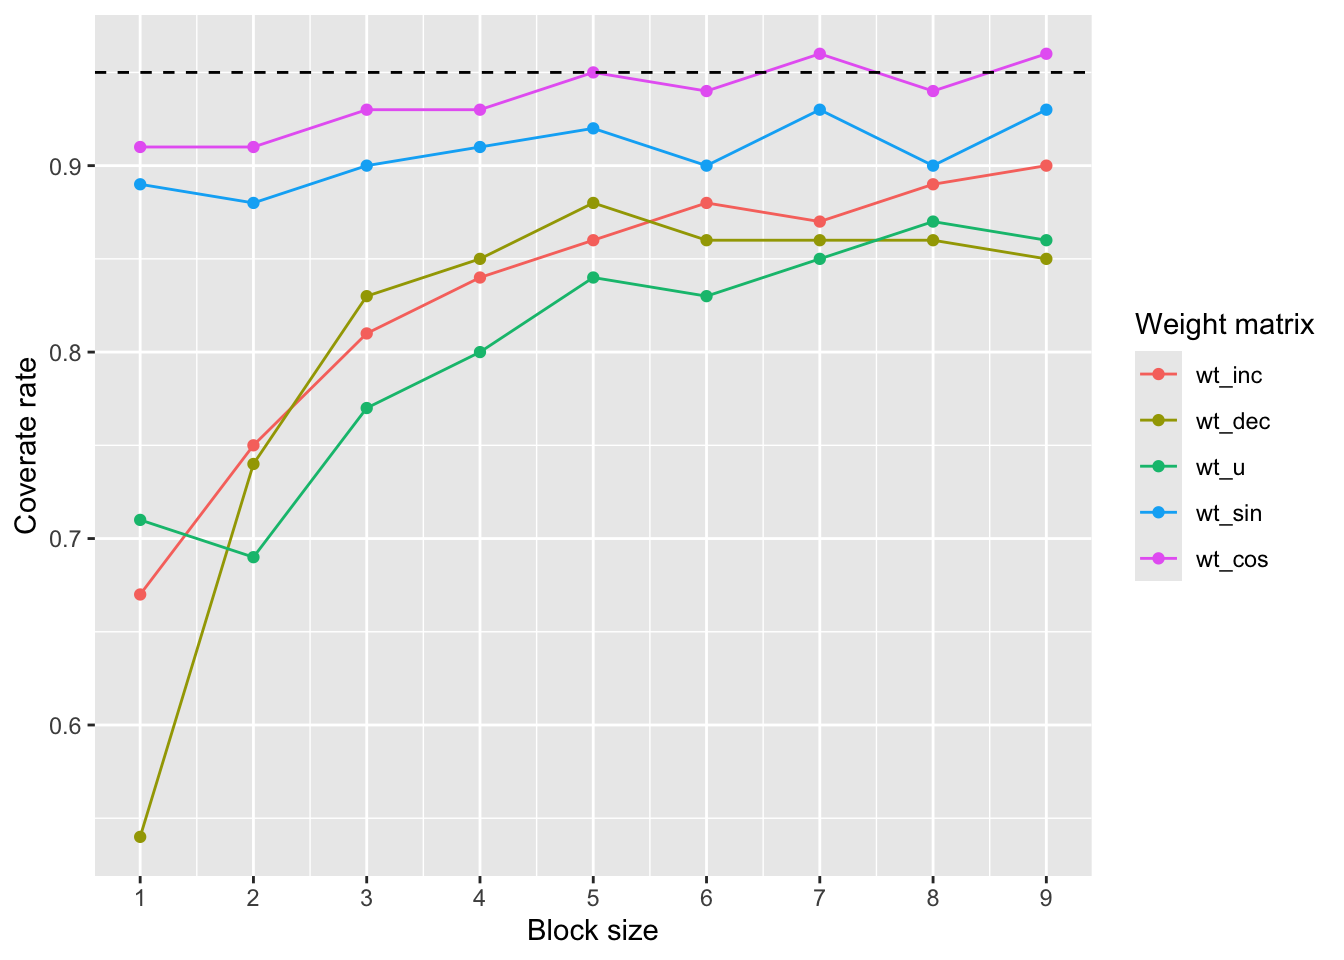 0.9
0.8
0.7
0.6
Coverate rate
1 2 3 4 5 6 7 8 9
Block size
Weight matrix
wt_inc
wt_dec
wt_u
wt_sin
wt_cos